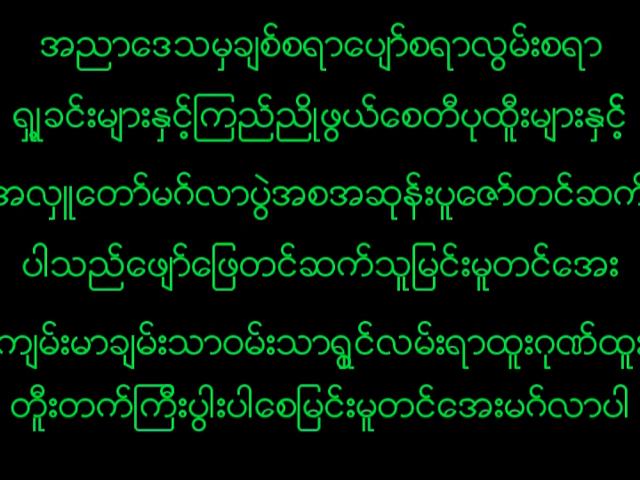 အညာဒေသမှချစ်စရာပျော်စရာလွမ်းစရာ
ရှုခင်းများနှင့်ကြည်ညိုဖွယ်စေတီပုထိုးများနှင့်
အလှူတော်မင်္ဂလာပွဲအစအဆုန်းပူဇော်တင်ဆက်
ပါသည်ဖျော်ဖြေတင်ဆက်သူမြင်းမူတင်အေး
ကျမ်းမာချမ်းသာဝမ်းသာရွှင်လမ်းရာထူးဂုဏ်ထူး
တိုးတက်ကြီးပွါးပါစေမြင်းမူတင်အေးမင်္ဂလာပါ